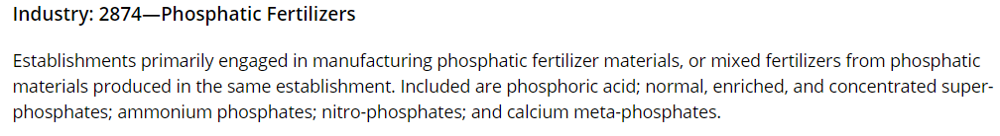 Industry: 2874—Phosphatic Fertilizers
Establishments primarily engaged in manufacturing phosphatic fertilizer materials, or mixed fertilizers from phosphatic
materials produced in the same establishment. Included are phosphoric acid; normal, enriched, and concentrated super-
phosphates; ammonium phosphates; nitro-phosphates; and calcium meta-phosphates.